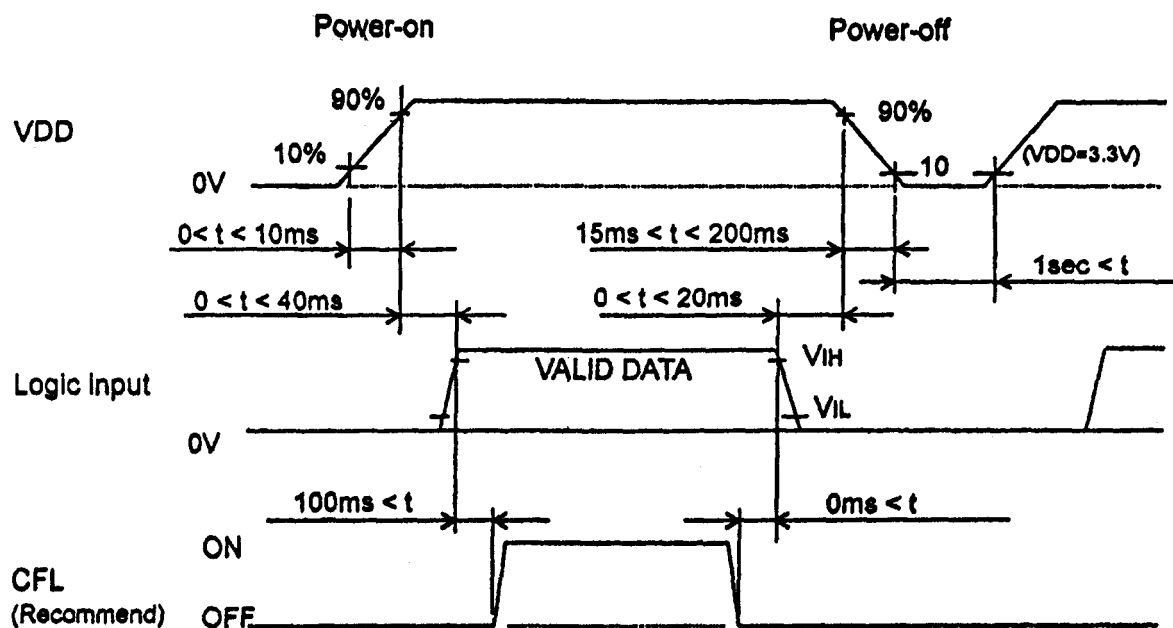 Power-on
Power-off
VDD
90%
90%
10%
10
(VDD=3.3V)
0V
0 < t < 10ms
15ms < t < 200ms
1sec < t
0 < t < 40ms
0 < t < 20ms
Logic Input
VALID DATA
VIH
VIL
0V
100ms < t
0ms < t
CFL
(Recommend)
ON
OFF